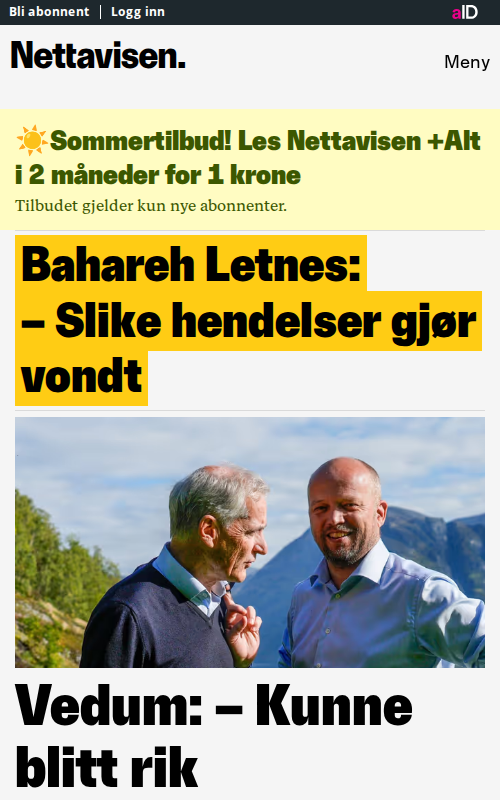 Bli abonnent | Logg inn
aID
Nettavisen.
Meny
☀️Sommertilbud! Les Nettavisen +Alt
i 2 måneder for 1 krone
Tilbudet gjelder kun nye abonnenter.
Bahareh Letnes:
– Slike hendelser gjør
vondt
Vedum: – Kunne
blitt rik